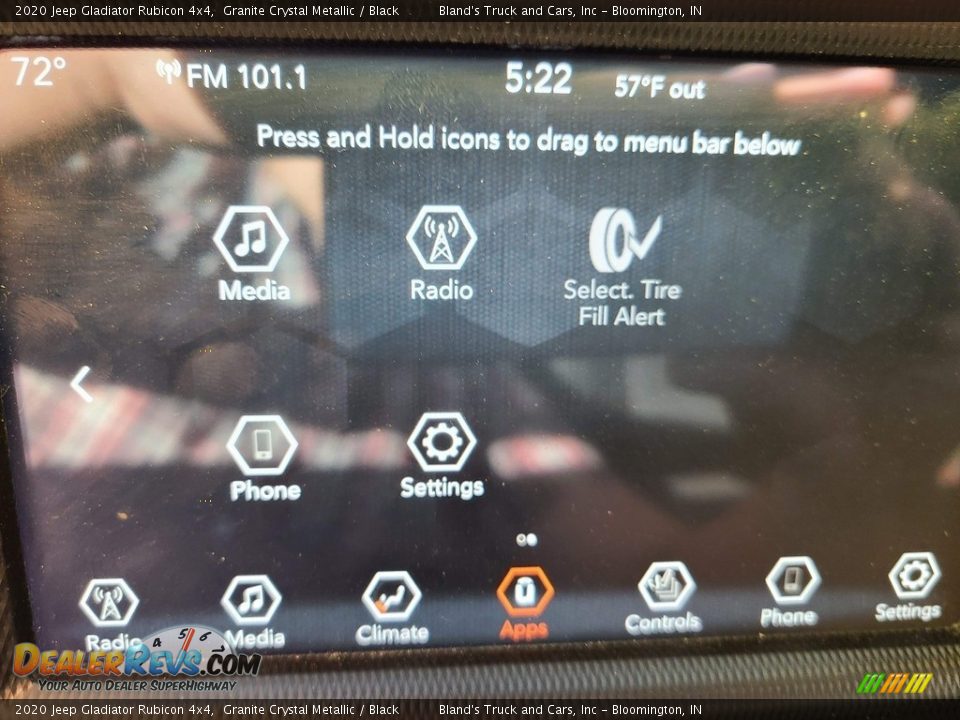 2020 Jeep Gladiator Rubicon 4x4, Granite Crystal Metallic / Black Bland's Truck and Cars, Inc - Bloomington, IN
72° FM 101.1 5:22 57°F out
Press and Hold icons to drag to menu bar below
Media Radio Select. Tire
Fill Alert
Phone Settings
Radio Media Climate Apps Controls Phone Settings
4 5 6
DealerRevs.com
Your Auto Dealer SuperHighway
2020 Jeep Gladiator Rubicon 4x4, Granite Crystal Metallic / Black Bland's Truck and Cars, Inc - Bloomington, IN